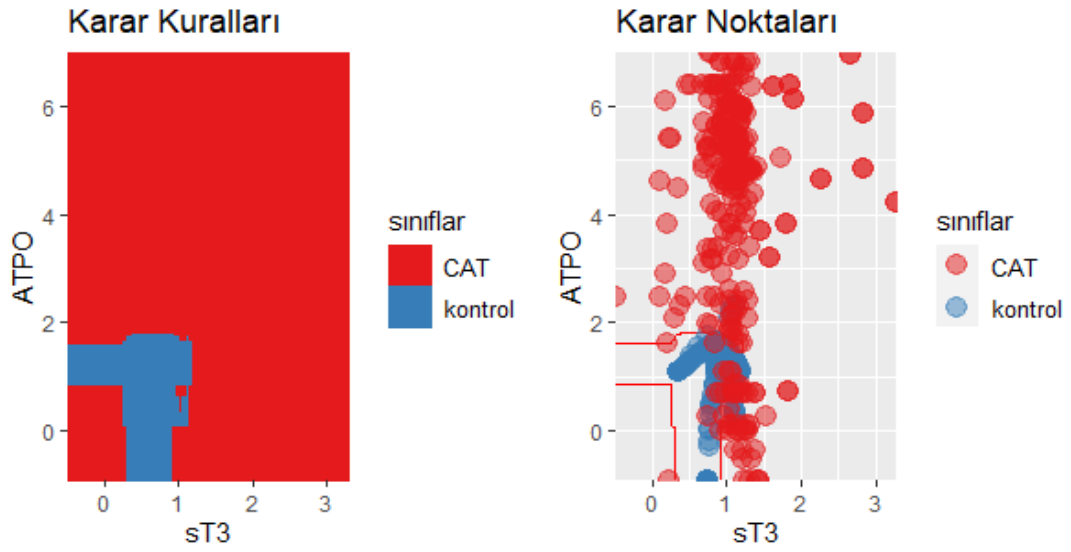 Karar Kuralları
ATPO
6
4
2
0
0 1 2 3
sT3
sınıflar
CAT
kontrol
Karar Noktaları
ATPO
6
4
2
0
0 1 2 3
sT3
sınıflar
CAT
kontrol